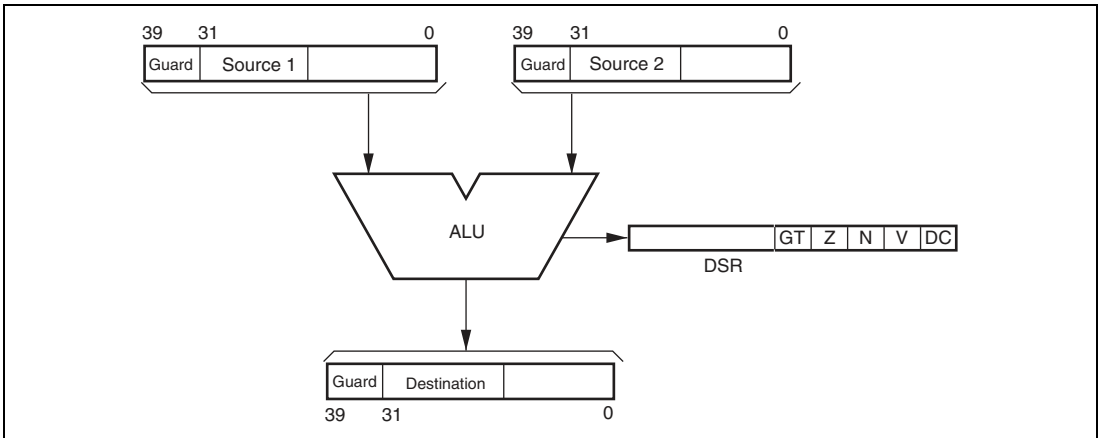 39 31 0 39 31 0
Guard Source 1 Guard Source 2
ALU
GT Z N V DC
DSR
Guard Destination
39 31 0